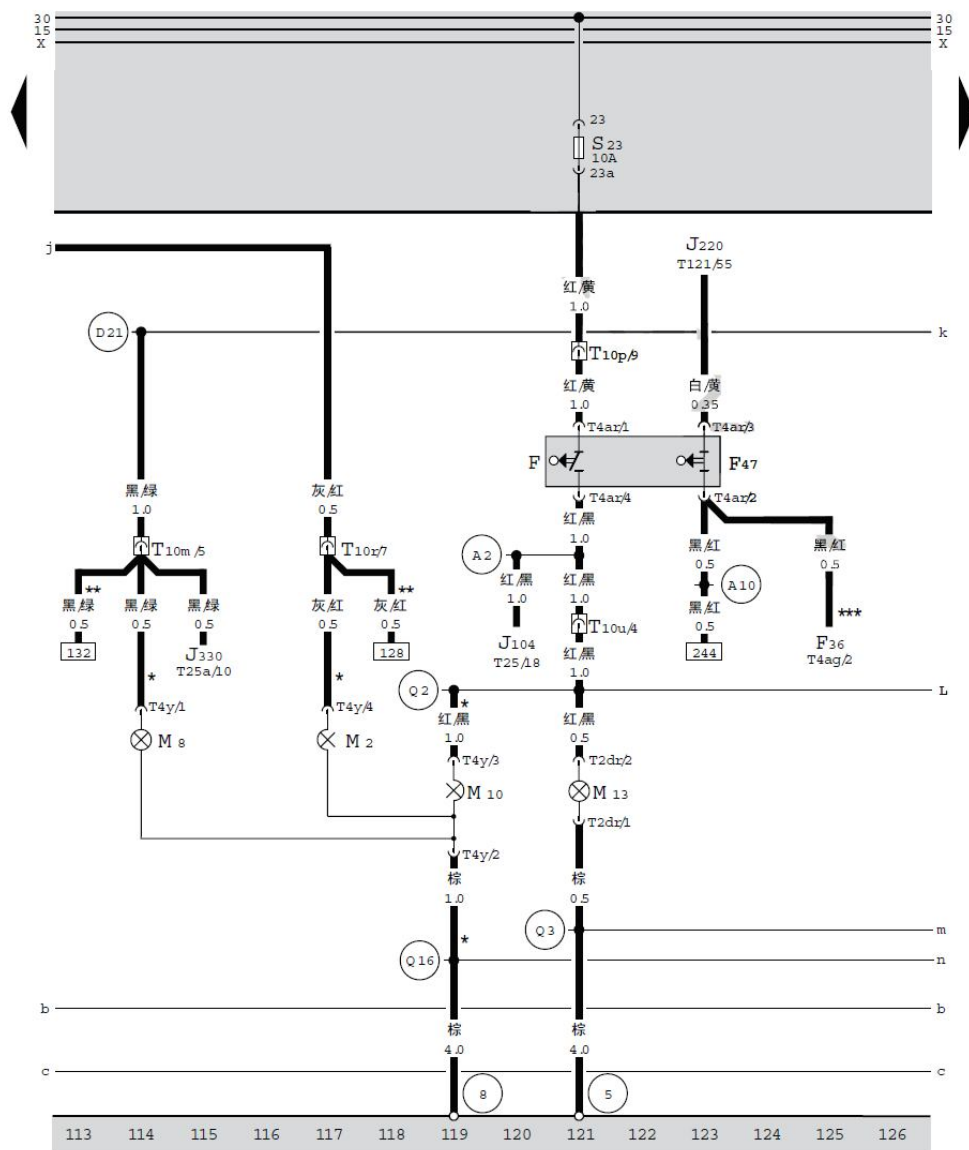 30 30
15 15
X X
23
S 23
10A
23a
j
J220
T121/55
红/黄
1.0
D21
k
T10p/9
红/黄
1.0
白/黄
0.35
T4ar/1
T4ar/3
F
F47
黑/绿
1.0
灰/红
0.5
T4ar/4
T4ar/2
红/黑
1.0
T10m/5
T10r/7
A2
黑/红
0.5
黑/红
0.5
**
**
红/黑
1.0
红/黑
1.0
A10
黑/绿
0.5
黑/绿
0.5
黑/绿
0.5
灰/红
0.5
灰/红
0.5
黑/红
0.5
***
132
J330
T25a/10
128
J104
T25/18
T10u/4
244
F36
T4ag/2
*
*
红/黑
1.0
Q2
L
*
T4y/1
T4y/4
红/黑
1.0
红/黑
0.5
M 8
M 2
T4y/3
T2dr/2
M 10
M 13
T2dr/1
T4y/2
棕
1.0
棕
0.5
*
Q3
m
Q16
n
b b
棕
4.0
棕
4.0
c c
8
5
113 114 115 116 117 118 119 120 121 122 123 124 125 126